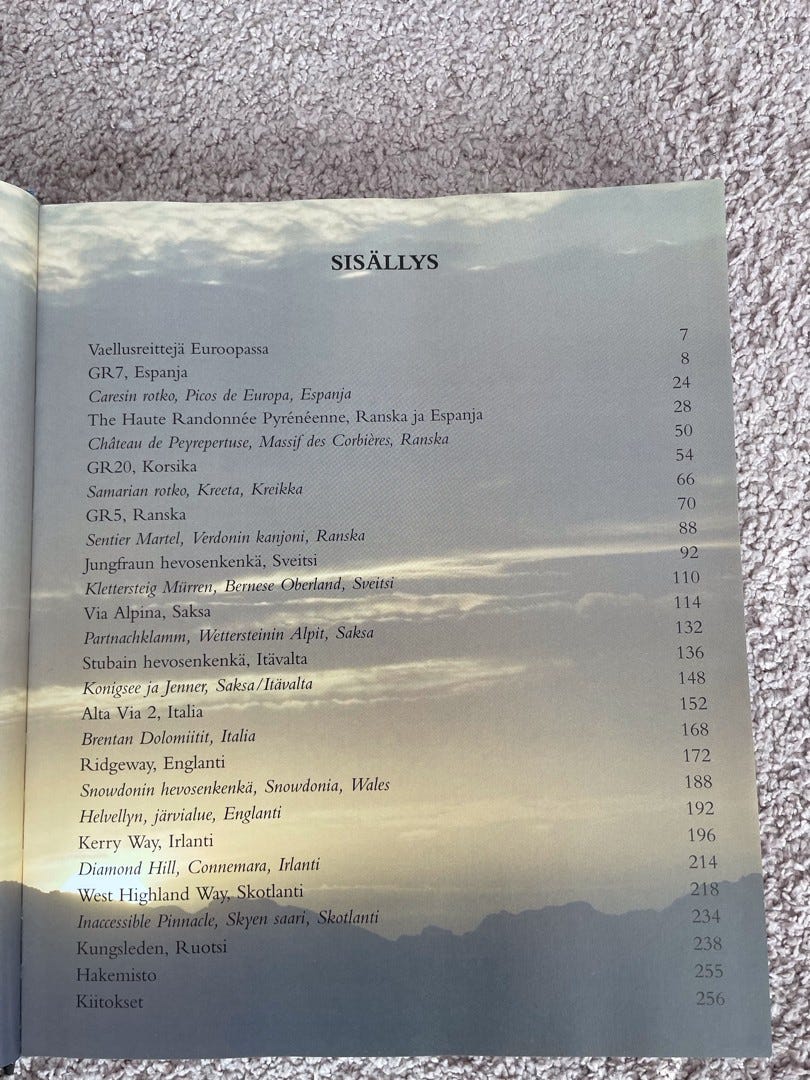 SISÄLLYS
Vaellusreittejä Euroopassa 7
GR7, Espanja 8
Caresin rotko, Picos de Europa, Espanja 24
The Haute Randonnée Pyrénéenne, Ranska ja Espanja 28
Château de Peyrepertuse, Massif des Corbières, Ranska 50
GR20, Korsika 54
Samarian rotko, Kreeta, Kreikka 66
GR5, Ranska 70
Sentier Martel, Verdonin kanjoni, Ranska 88
Jungfraun hevosenkenkä, Sveitsi 92
Klettersteig Mürren, Bernese Oberland, Sveitsi 110
Via Alpina, Saksa 114
Partnachklamm, Wettersteinin Alpit, Saksa 132
Stubain hevosenkenkä, Itävalta 136
Konigsee ja Jenner, Saksa/Itävalta 148
Alta Via 2, Italia 152
Brentan Dolomiitit, Italia 168
Ridgeway, Englanti 172
Snowdonin hevosenkenkä, Snowdonia, Wales 188
Helvellyn, järvialue, Englanti 192
Kerry Way, Irlanti 196
Diamond Hill, Connemara, Irlanti 214
West Highland Way, Skotlanti 218
Inaccessible Pinnacle, Skyen saari, Skotlanti 234
Kungsleden, Ruotsi 238
Hakemisto 255
Kiitokset 256